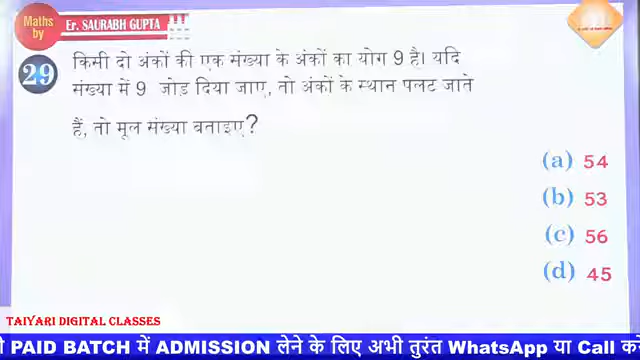 Maths
by
Er. SAURABH GUPTA
29
किसी दो अंकों की एक संख्या के अंकों का योग 9 है। यदि
संख्या में 9 जोड दिया जाए, तो अंकों के स्थान पलट जाते
हैं, तो मूल संख्या बताइए?
(a) 54
(b) 53
(c) 56
(d) 45
TAIYARI DIGITAL CLASSES
PAID BATCH में ADMISSION लेने के लिए अभी तुरंत WhatsApp या Call